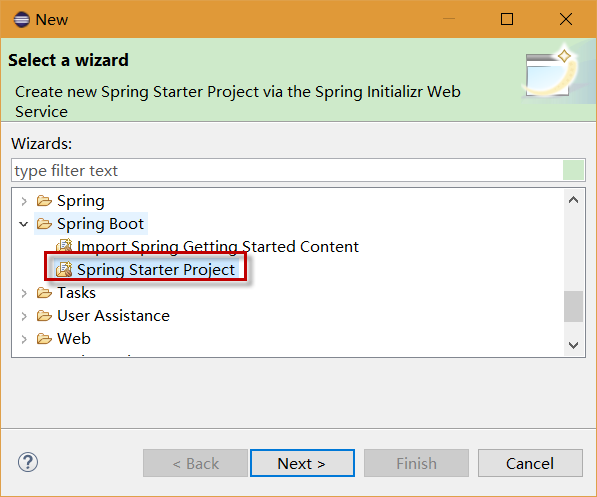 New
Select a wizard
Create new Spring Starter Project via the Spring Initializr Web
Service
Wizards:
type filter text
Spring
Spring Boot
Import Spring Getting Started Content
Spring Starter Project
Tasks
User Assistance
Web
?
< Back
Next >
Finish
Cancel